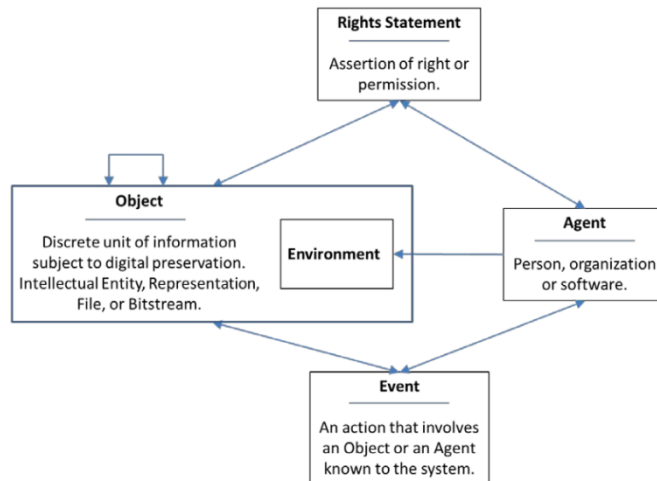 Rights Statement
Assertion of right or
permission.
Object
Discrete unit of information
subject to digital preservation.
Intellectual Entity, Representation,
File, or Bitstream.
Environment
Agent
Person, organization
or software.
Event
An action that involves
an Object or an Agent
known to the system.